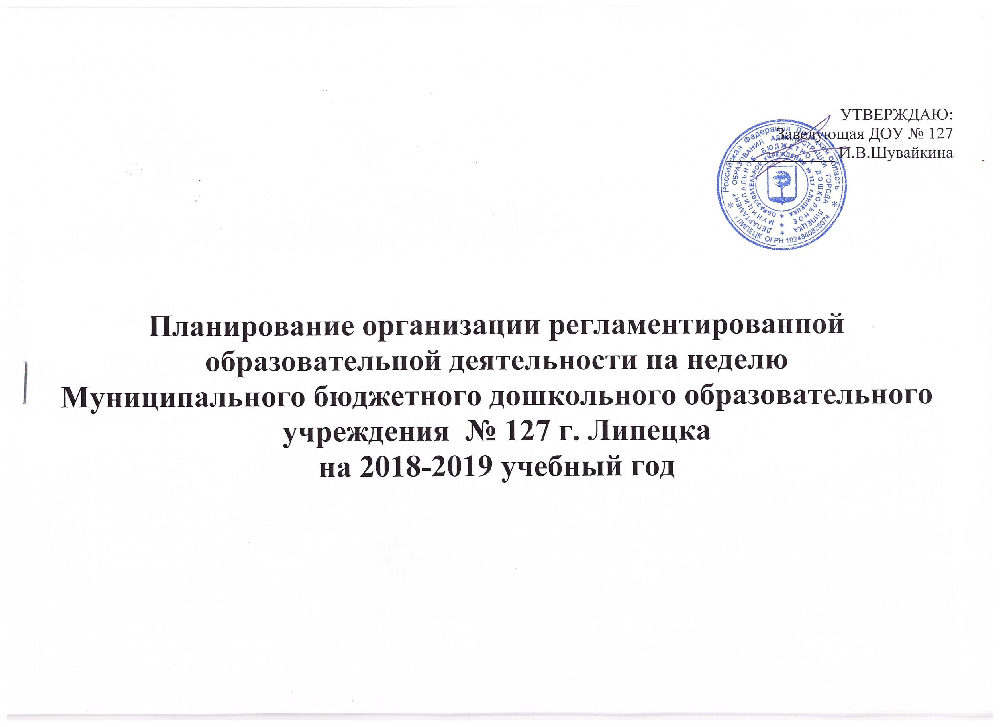 УТВЕРЖДАЮ:
Заведующая ДОУ № 127
И.В.Шувайкина
Российская Федерация Липецкая область
г.ЛИПЕЦК ОГРН 1024840825074
ДЕПАРТАМЕНТ ОБРАЗОВАНИЯ АДМИНИСТРАЦИИ ГОРОДА ЛИПЕЦКА
МУНИЦИПАЛЬНОЕ БЮДЖЕТНОЕ ДОШКОЛЬНОЕ
ОБРАЗОВАТЕЛЬНОЕ УЧРЕЖДЕНИЕ № 127 г.ЛИПЕЦКА
Планирование организации регламентированной
образовательной деятельности на неделю
Муниципального бюджетного дошкольного образовательного
учреждения № 127 г. Липецка
на 2018-2019 учебный год